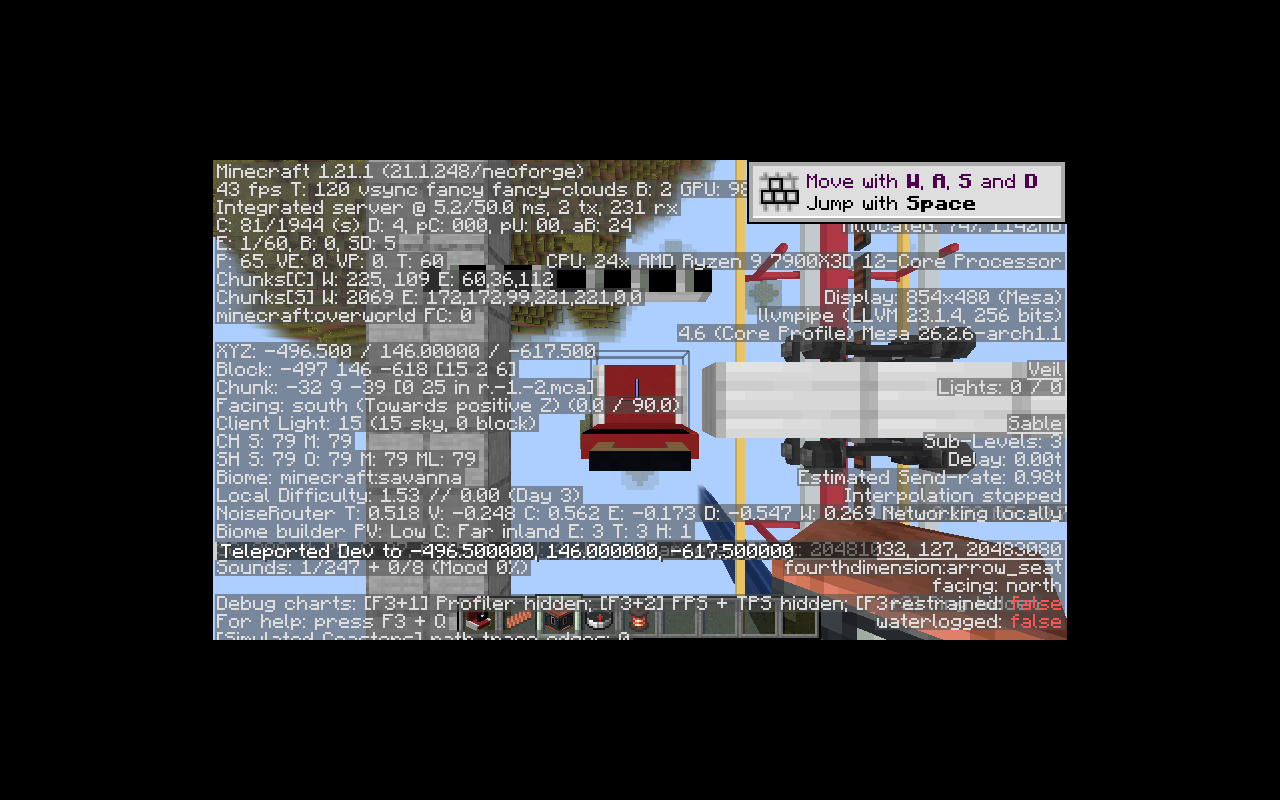 Minecraft 1.21.1 (21.1.248/neoforge)
43 fps T: 120 vsync fancy fancy-clouds B: 2 GPU: 98
Integrated server @ 5.2/50.0 ms, 2 tx, 231 rx
C: 81/1944 (s) D: 4, pC: 000, pU: 00, aB: 24
E: 1/60, B: 0, SD: 5
P: 65, VE: 0, VP: 0, T: 60
Chunks[C] W: 225, 109 E: 60,36,112
Chunks[S] W: 2069 E: 172,172,99,221,221,0,0
minecraft:overworld FC: 0
XYZ: -496.500 / 146.00000 / -617.500
Block: -497 146 -618 [15 2 6]
Chunk: -32 9 -39 [0 25 in r.-1.-2.mca]
Facing: south (Towards positive Z) (0.0 / 90.0)
Client Light: 15 (15 sky, 0 block)
CH S: 79 M: 79
SH S: 79 O: 79 M: 79 ML: 79
Biome: minecraft:savanna
Local Difficulty: 1.53 // 0.00 (Day 3)
NoiseRouter T: 0.518 V: -0.248 C: 0.562 E: -0.173 D: -0.547 W: 0.269
Biome builder PV: Low C: Far inland E: 3 T: 3 H: 1
Teleported Dev to -496.500000, 146.000000, -617.500000
Sounds: 1/247 + 0/8 (Mood 0%)
Debug charts: [F3+1] Profiler hidden; [F3+2] FPS + TPS hidden; [F3
For help: press F3 + Q
[Simulated Coasters] path trace edges: 0
Move with W, A, S and D
Jump with Space
Allocated: 74% 1142MB
CPU: 24x AMD Ryzen 9 7900X3D 12-Core Processor
Display: 854x480 (Mesa)
llvmpipe (LLVM 23.1.4, 256 bits)
4.6 (Core Profile) Mesa 26.2.6-arch1.1
Veil
Lights: 0 / 0
Sable
Sub-Levels: 3
Delay: 0.00t
Estimated Send-rate: 0.98t
Interpolation stopped
Networking locally
20481032, 127, 20483080
fourthdimension:arrow_seat
facing: north
restrained: false
waterlogged: false